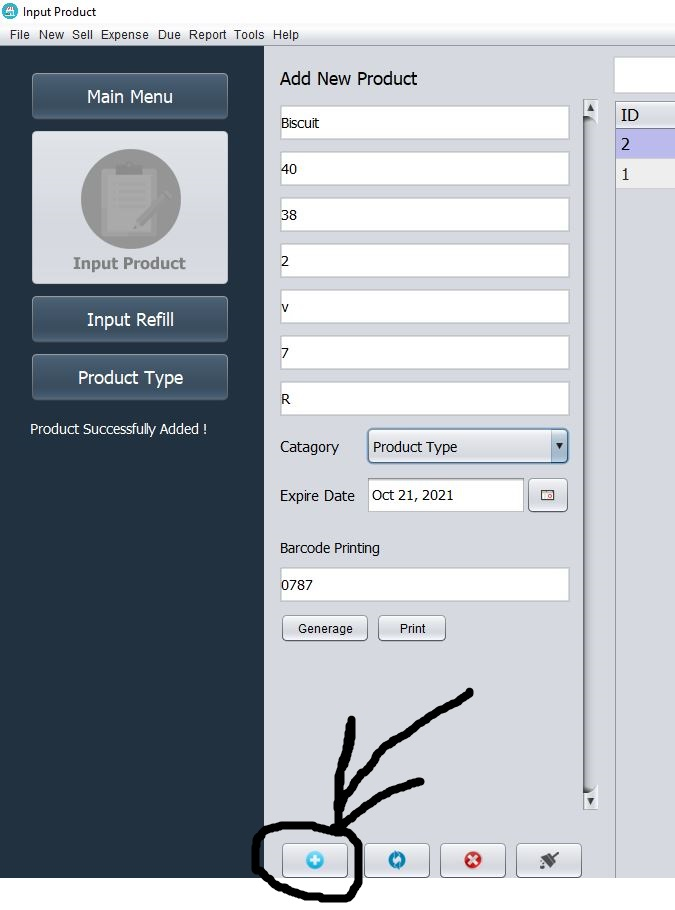 Input Product
File New Sell Expense Due Report Tools Help
Main Menu
Input Product
Input Refill
Product Type
Product Successfully Added !
Add New Product
Biscuit
40
38
2
v
7
R
Catagory Product Type
Expire Date Oct 21, 2021
Barcode Printing
0787
Generage Print
ID
2
1